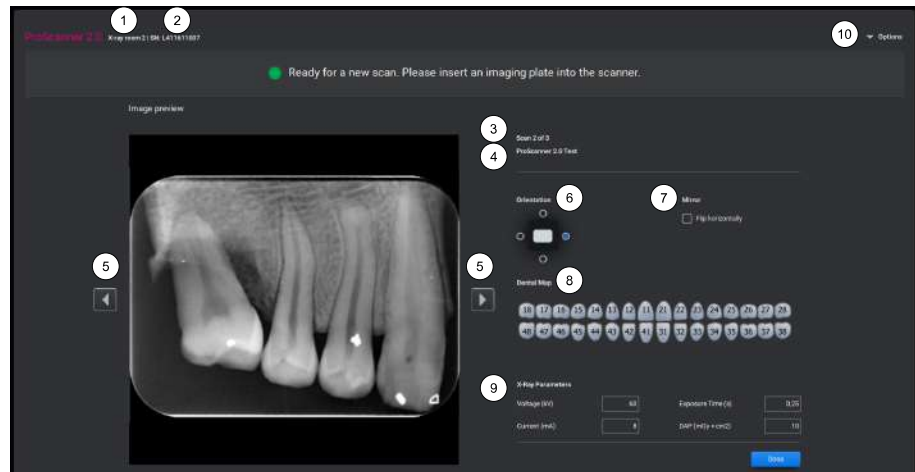 1
2
10
ProScanner 2.0 X-ray room 2 | SN: L411611887
Options
Ready for a new scan. Please insert an imaging plate into the scanner.
Image preview
3
Scan 2 of 3
4
ProScanner 2.0 Test
Orientation 6
7 Mirror
Flip horizontally
5
5
Dental Map 8
18 17 16 15 14 13 12 11 21 22 23 24 25 26 27 28
48 47 46 45 44 43 42 41 31 32 33 34 35 36 37 38
9
X-Ray Parameters
Voltage (kV) 63 Exposure Time (s) 0,25
Current (mA) 8 DAP (mGy*cm2) 10
Done